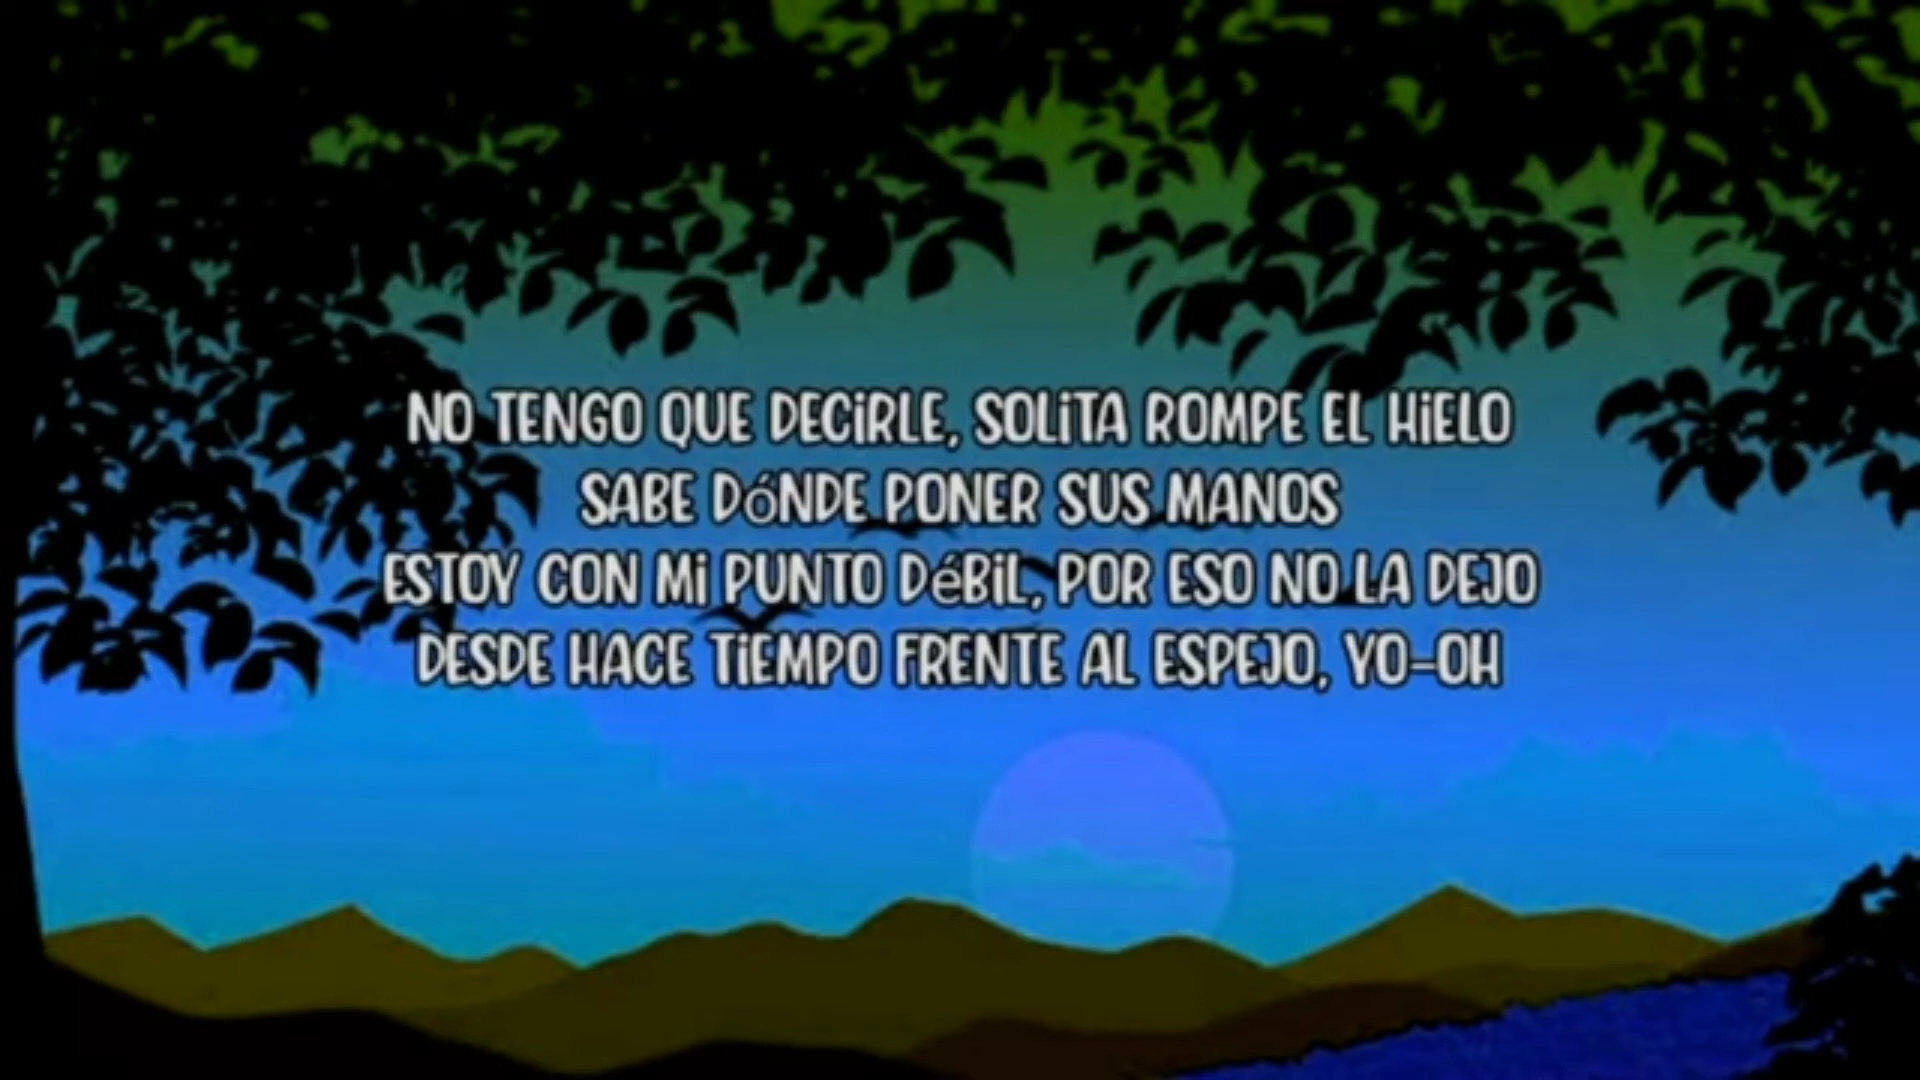 NO TENGO QUE DECIRLE, SOLITA ROMPE EL HIELO
SABE DÓNDE PONER SUS MANOS
ESTOY CON MI PUNTO DÉBIL, POR ESO NO LA DEJO
DESDE HACE TIEMPO FRENTE AL ESPEJO, YO-OH